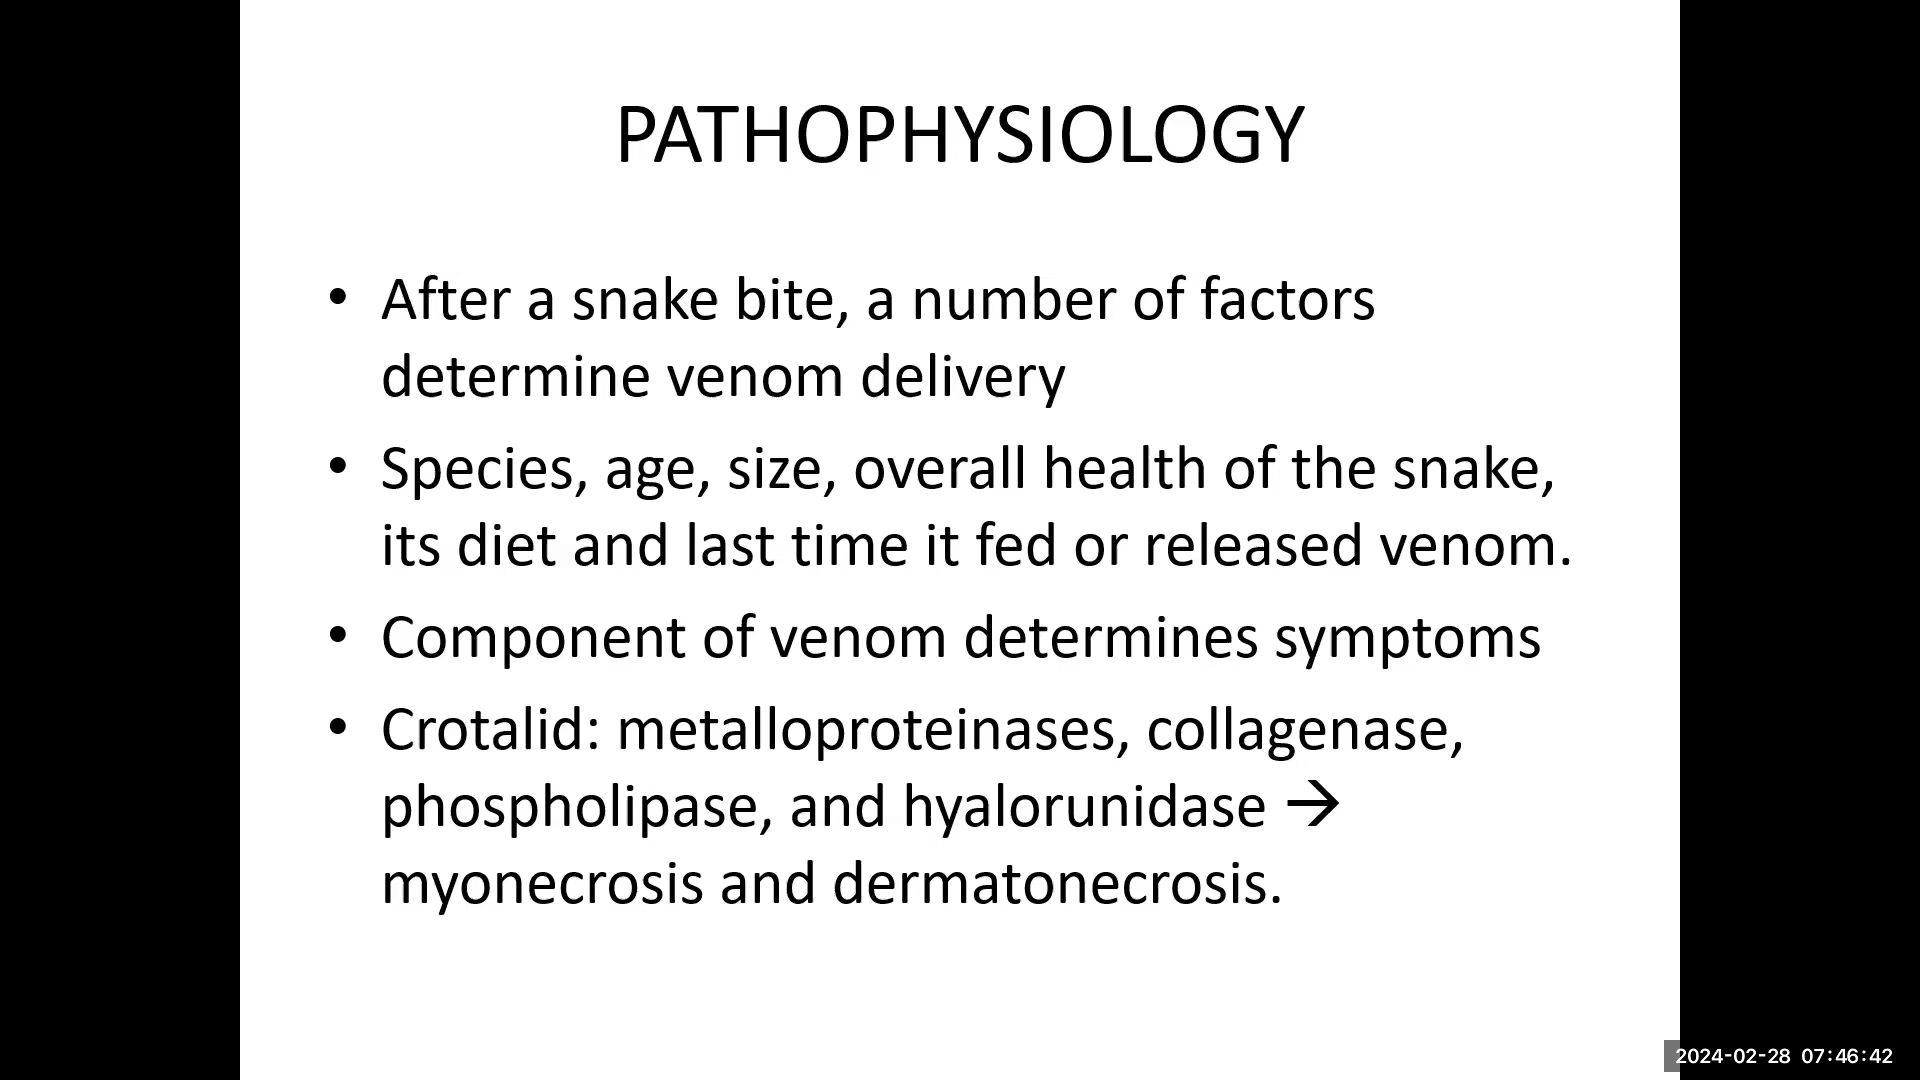 PATHOPHYSIOLOGY
• After a snake bite, a number of factors
determine venom delivery
• Species, age, size, overall health of the snake,
its diet and last time it fed or released venom.
• Component of venom determines symptoms
• Crotalid: metalloproteinases, collagenase,
phospholipase, and hyalorunidase →
myonecrosis and dermatonecrosis.
2024-02-28 07:46:42